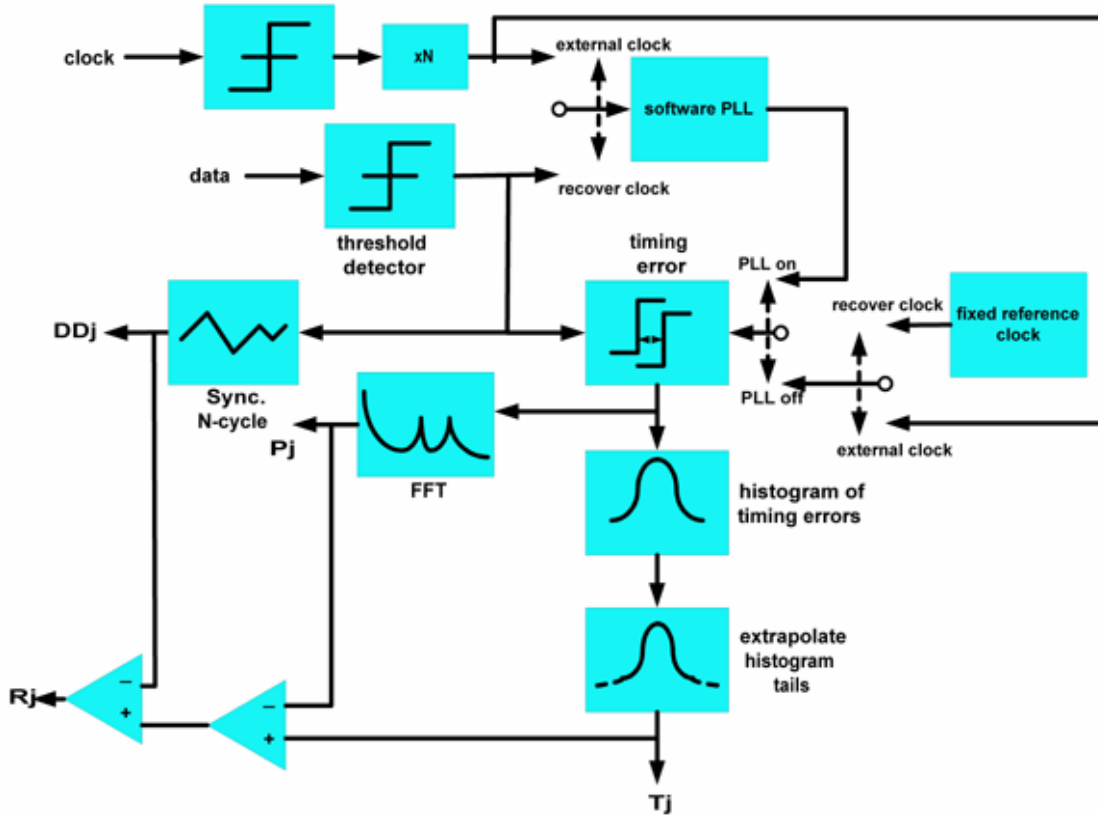 clock
xN
external clock
software PLL
data
recover clock
threshold
detector
timing
error
PLL on
recover clock
fixed reference
clock
DDj
PLL off
Sync.
N-cycle
Pj
external clock
FFT
histogram of
timing errors
extrapolate
histogram
tails
Rj
−
+
−
+
Tj